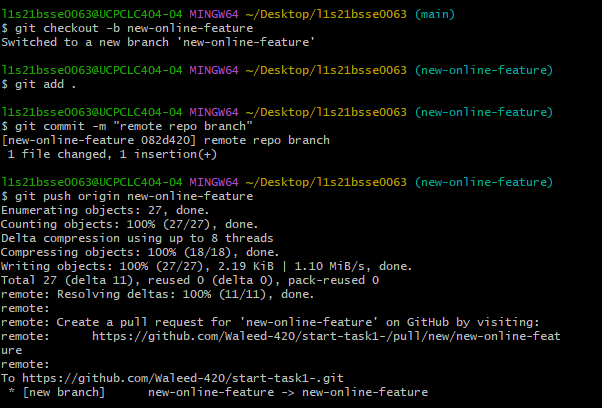 l1s21bsse0063@UCPCLC404-04 MINGW64 ~/Desktop/l1s21bsse0063 (main)
$ git checkout -b new-online-feature
Switched to a new branch 'new-online-feature'
l1s21bsse0063@UCPCLC404-04 MINGW64 ~/Desktop/l1s21bsse0063 (new-online-feature)
$ git add .
l1s21bsse0063@UCPCLC404-04 MINGW64 ~/Desktop/l1s21bsse0063 (new-online-feature)
$ git commit -m "remote repo branch"
[new-online-feature 082d420] remote repo branch
 1 file changed, 1 insertion(+)
l1s21bsse0063@UCPCLC404-04 MINGW64 ~/Desktop/l1s21bsse0063 (new-online-feature)
$ git push origin new-online-feature
Enumerating objects: 27, done.
Counting objects: 100% (27/27), done.
Delta compression using up to 8 threads
Compressing objects: 100% (18/18), done.
Writing objects: 100% (27/27), 2.19 KiB | 1.10 MiB/s, done.
Total 27 (delta 11), reused 0 (delta 0), pack-reused 0
remote: Resolving deltas: 100% (11/11), done.
remote:
remote: Create a pull request for 'new-online-feature' on GitHub by visiting:
remote:      https://github.com/Waleed-420/start-task1-/pull/new/new-online-feat
ure
remote:
To https://github.com/Waleed-420/start-task1-.git
 * [new branch]      new-online-feature -> new-online-feature